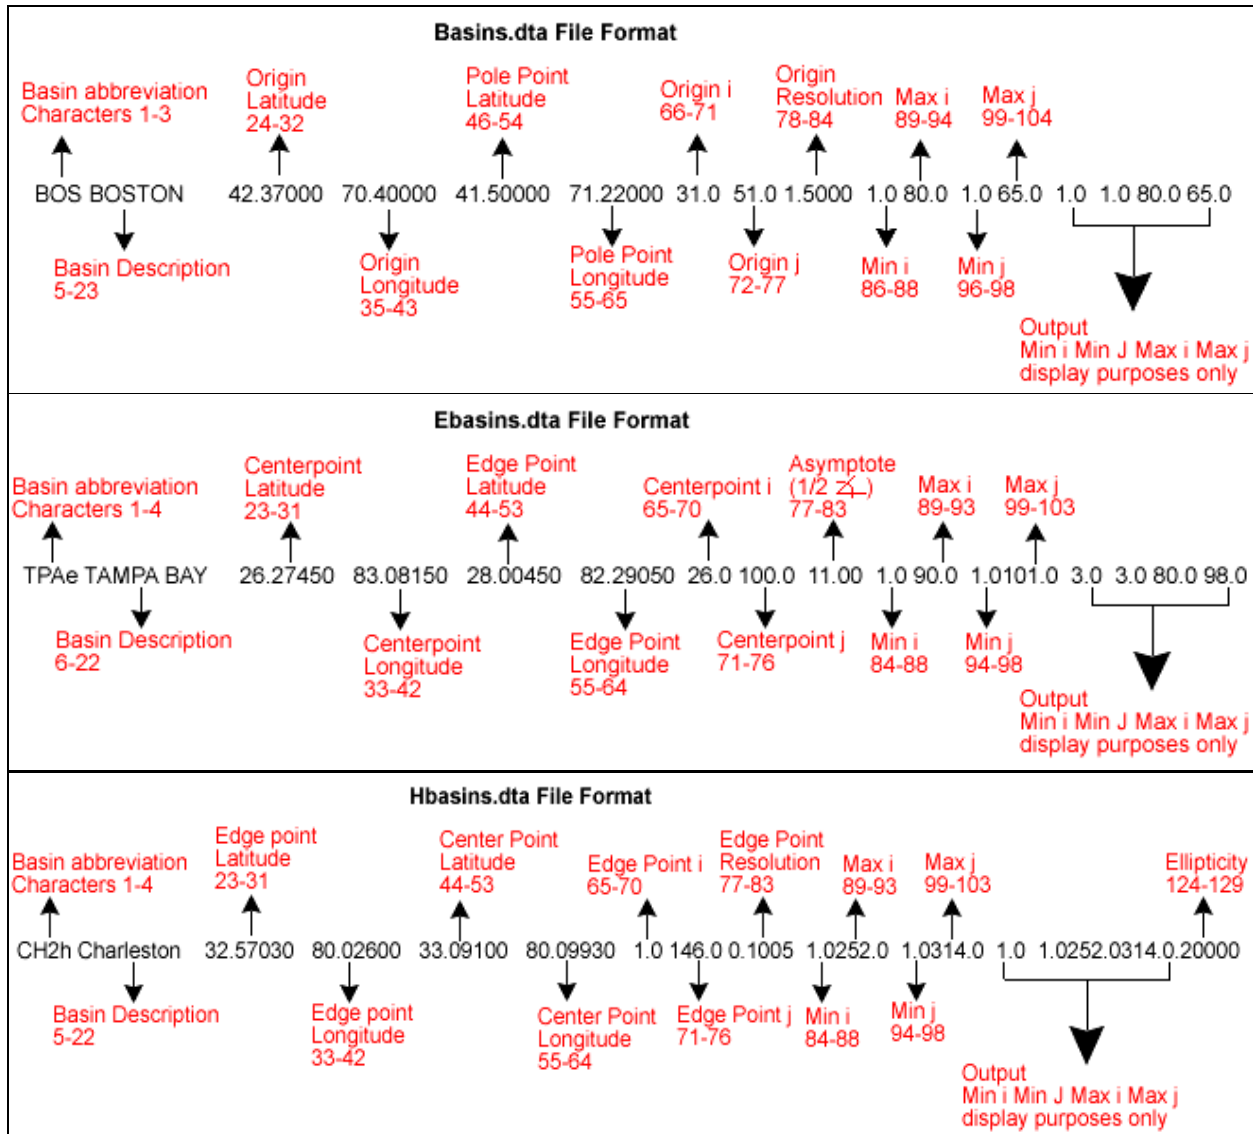 Basins.dta File Format
Basin abbreviation
Characters 1-3
Origin
Latitude
24-32
Pole Point
Latitude
46-54
Origin i
66-71
Origin
Resolution
78-84
Max i
89-94
Max j
99-104
BOS BOSTON 42.37000 70.40000 41.50000 71.22000 31.0 51.0 1.5000 1.0 80.0 1.0 65.0 1.0 1.0 80.0 65.0
Basin Description
5-23
Origin
Longitude
35-43
Pole Point
Longitude
55-65
Origin j
72-77
Min i
86-88
Min j
96-98
Output
Min i Min J Max i Max j
display purposes only
Ebasins.dta File Format
Basin abbreviation
Characters 1-4
Centerpoint
Latitude
23-31
Edge Point
Latitude
44-53
Centerpoint i
65-70
Asymptote
(1/2 ∠)
77-83
Max i
89-93
Max j
99-103
TPAe TAMPA BAY 26.27450 83.08150 28.00450 82.29050 26.0 100.0 11.00 1.0 90.0 1.0101.0 3.0 3.0 80.0 98.0
Basin Description
6-22
Centerpoint
Longitude
33-42
Edge Point
Longitude
55-64
Centerpoint j
71-76
Min i
84-88
Min j
94-98
Output
Min i Min J Max i Max j
display purposes only
Hbasins.dta File Format
Basin abbreviation
Characters 1-4
Edge point
Latitude
23-31
Center Point
Latitude
44-53
Edge Point i
65-70
Edge Point
Resolution
77-83
Max i
89-93
Max j
99-103
Ellipticity
124-129
CH2h Charleston 32.57030 80.02600 33.09100 80.09930 1.0 146.0 0.1005 1.0252.0 1.0314.0 1.0 1.0252.0314.0.20000
Basin Description
5-22
Edge point
Longitude
33-42
Center Point
Longitude
55-64
Edge Point j
71-76
Min i
84-88
Min j
94-98
Output
Min i Min J Max i Max j
display purposes only